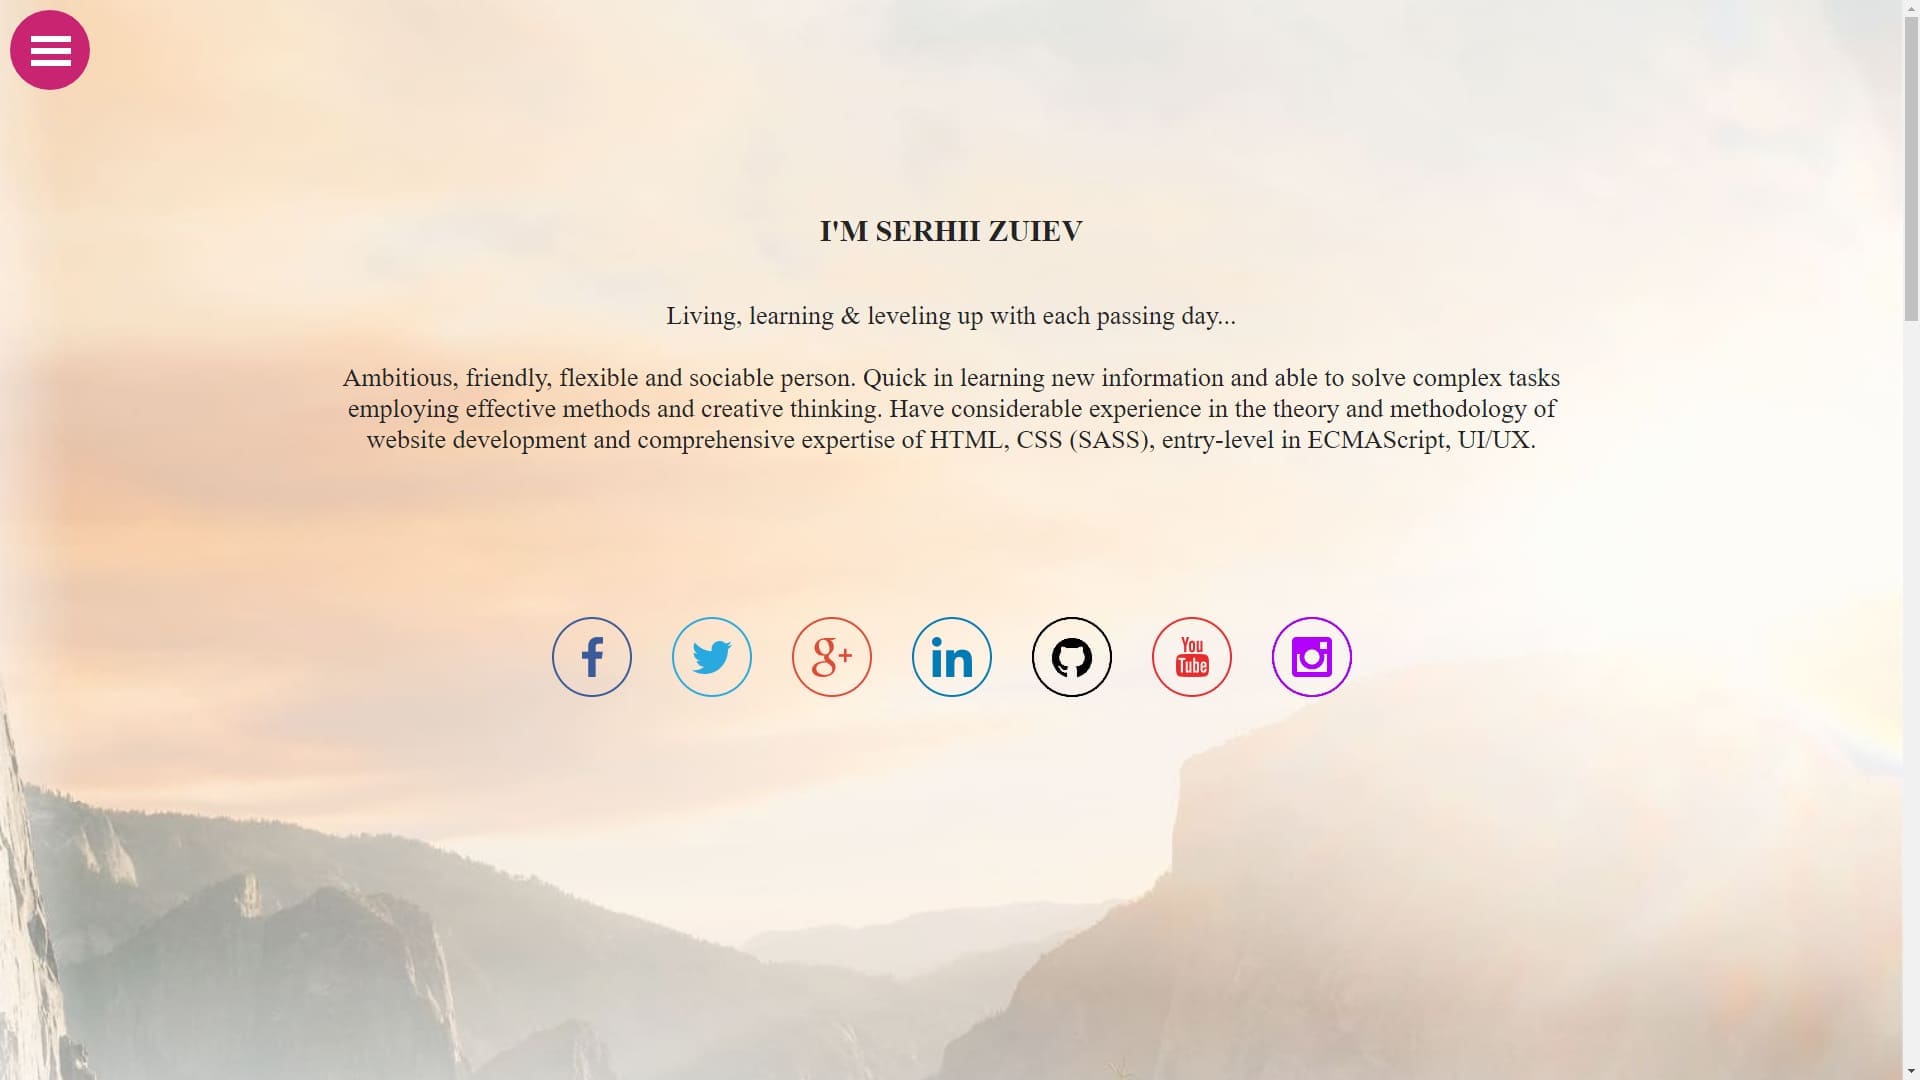 I'M SERHII ZUIEV
Living, learning & leveling up with each passing day...
Ambitious, friendly, flexible and sociable person. Quick in learning new information and able to solve complex tasks
employing effective methods and creative thinking. Have considerable experience in the theory and methodology of
website development and comprehensive expertise of HTML, CSS (SASS), entry-level in ECMAScript, UI/UX.
f g+ in You
Tube